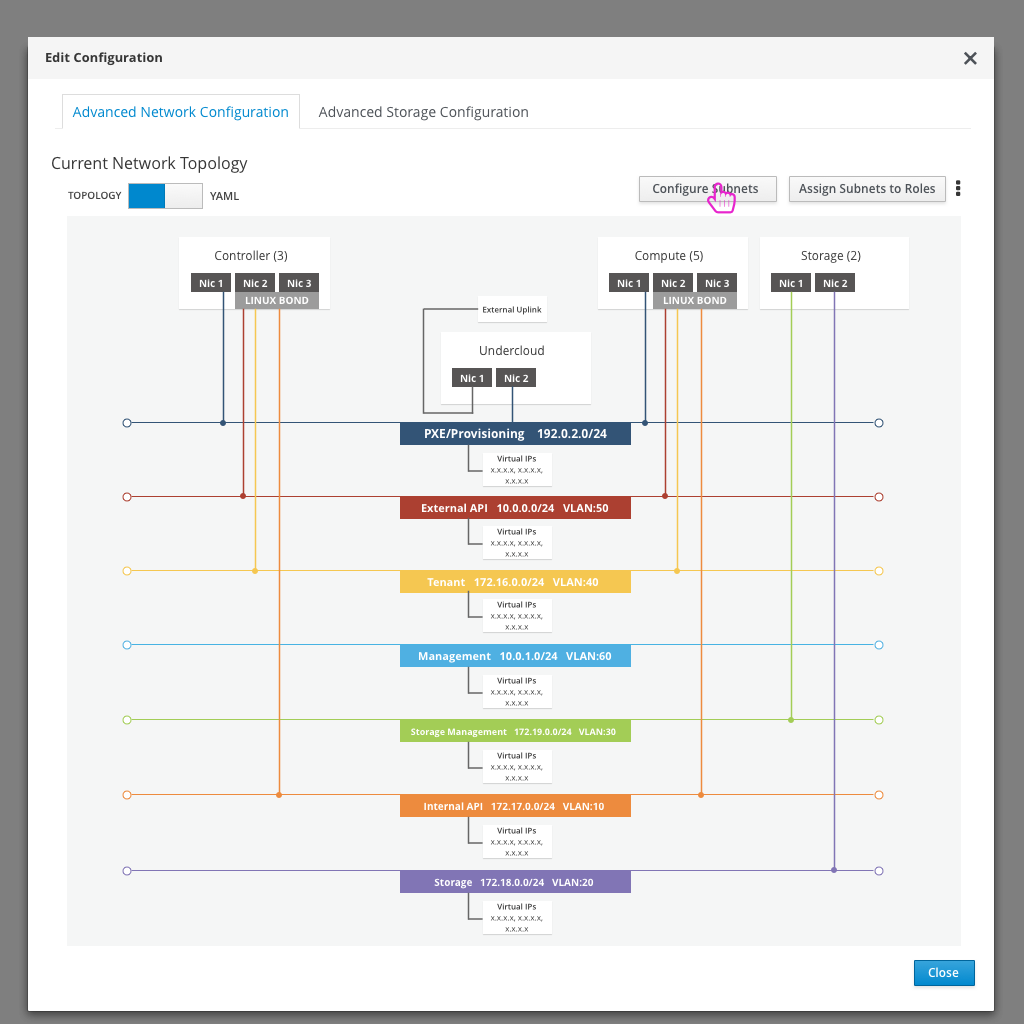 Edit Configuration
Advanced Network Configuration Advanced Storage Configuration
Current Network Topology
TOPOLOGY YAML
Configure Subnets Assign Subnets to Roles
Controller (3) Compute (5) Storage (2)
Nic 1 Nic 2 Nic 3 Nic 1 Nic 2 Nic 3 Nic 1 Nic 2
LINUX BOND LINUX BOND
External Uplink
Undercloud
Nic 1 Nic 2
PXE/Provisioning 192.0.2.0/24
Virtual IPs
x.x.x.x, x.x.x.x,
x.x.x.x
External API 10.0.0.0/24 VLAN:50
Virtual IPs
x.x.x.x, x.x.x.x,
x.x.x.x
Tenant 172.16.0.0/24 VLAN:40
Virtual IPs
x.x.x.x, x.x.x.x,
x.x.x.x
Management 10.0.1.0/24 VLAN:60
Virtual IPs
x.x.x.x, x.x.x.x,
x.x.x.x
Storage Management 172.19.0.0/24 VLAN:30
Virtual IPs
x.x.x.x, x.x.x.x,
x.x.x.x
Internal API 172.17.0.0/24 VLAN:10
Virtual IPs
x.x.x.x, x.x.x.x,
x.x.x.x
Storage 172.18.0.0/24 VLAN:20
Virtual IPs
x.x.x.x, x.x.x.x,
x.x.x.x
Close